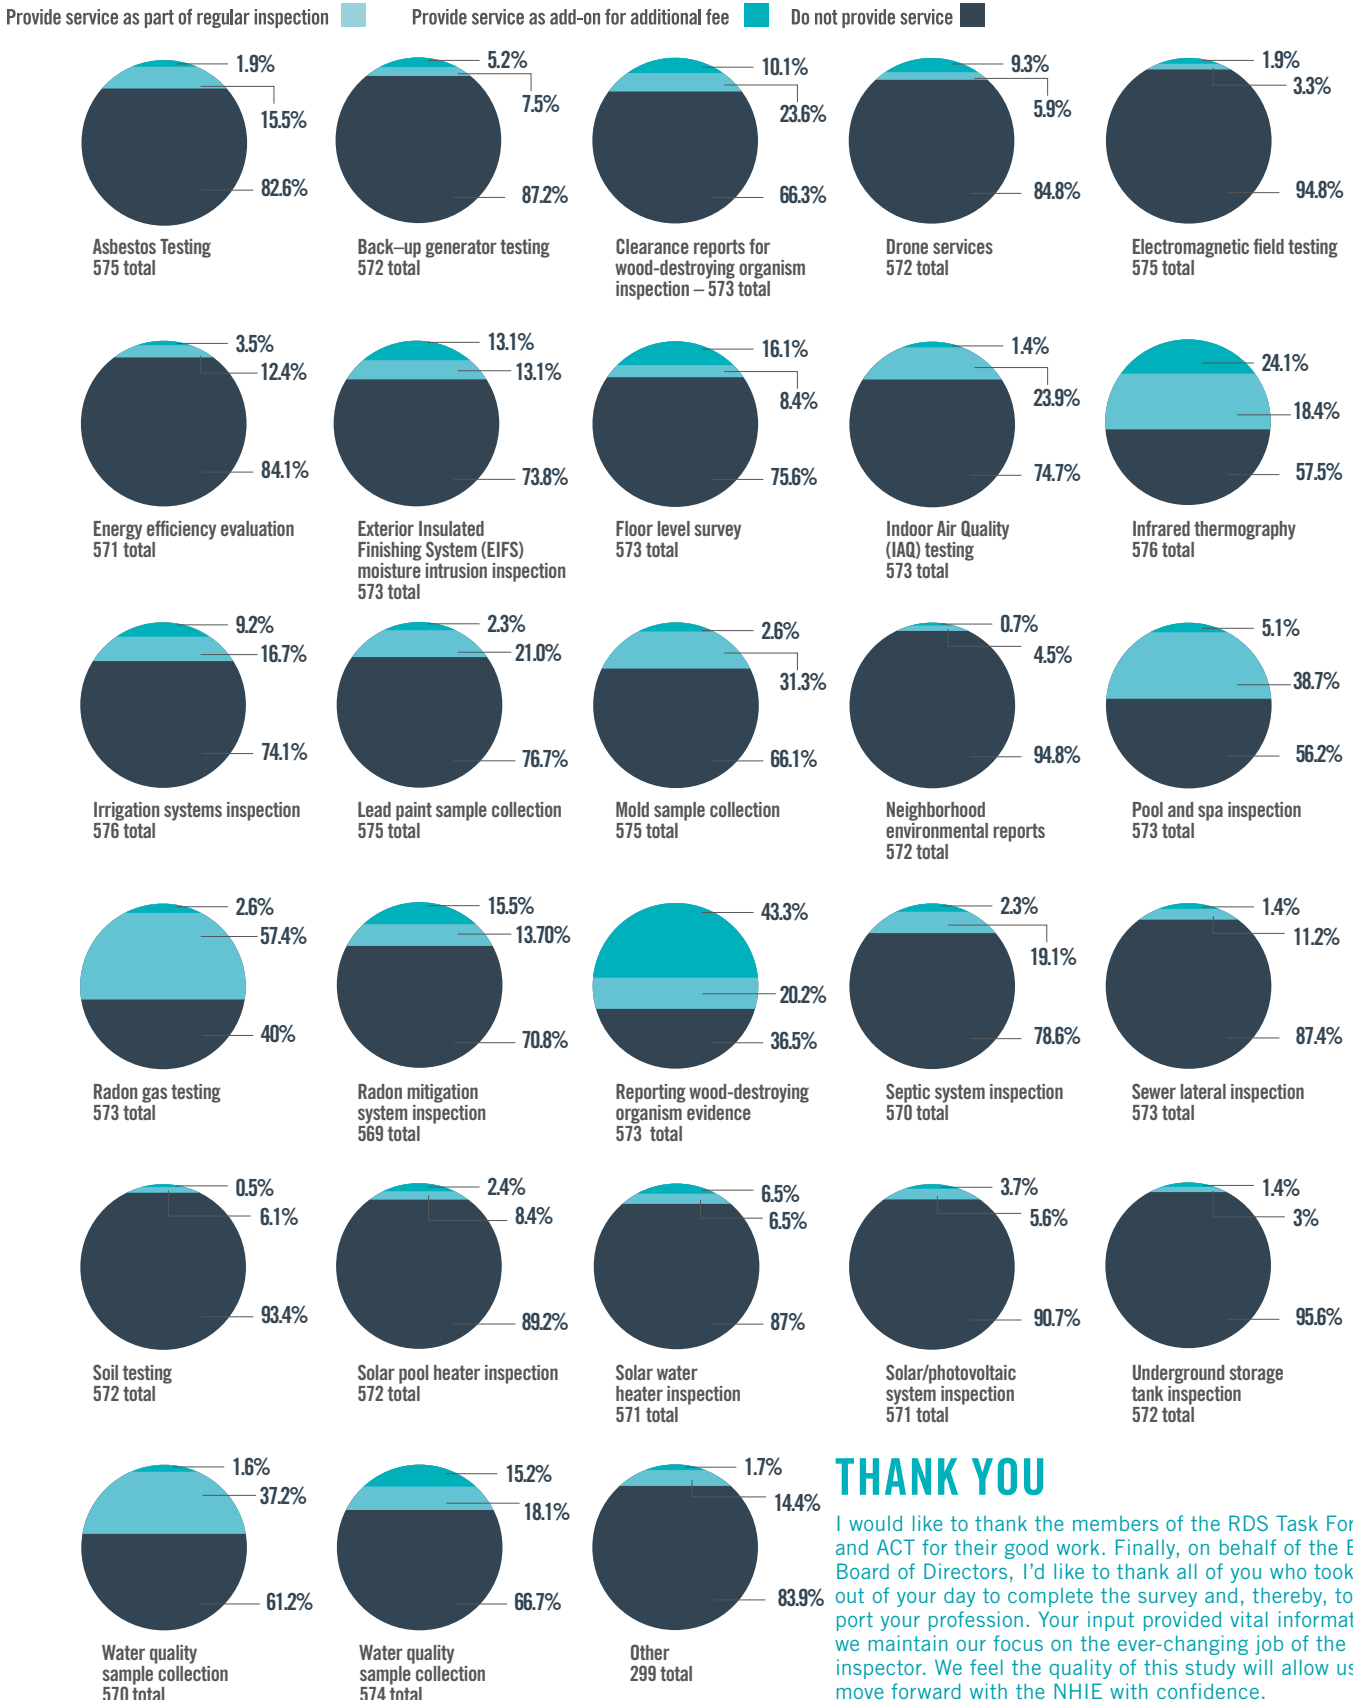 Provide service as part of regular inspection
Provide service as add-on for additional fee
Do not provide service
1.9%
15.5%
82.6%
Asbestos Testing
575 total
5.2%
7.5%
87.2%
Back–up generator testing
572 total
10.1%
23.6%
66.3%
Clearance reports for
wood-destroying organism
inspection – 573 total
9.3%
5.9%
84.8%
Drone services
572 total
1.9%
3.3%
94.8%
Electromagnetic field testing
575 total
3.5%
12.4%
84.1%
Energy efficiency evaluation
571 total
13.1%
13.1%
73.8%
Exterior Insulated
Finishing System (EIFS)
moisture intrusion inspection
573 total
16.1%
8.4%
75.6%
Floor level survey
573 total
1.4%
23.9%
74.7%
Indoor Air Quality
(IAQ) testing
573 total
24.1%
18.4%
57.5%
Infrared thermography
576 total
9.2%
16.7%
74.1%
Irrigation systems inspection
576 total
2.3%
21.0%
76.7%
Lead paint sample collection
575 total
2.6%
31.3%
66.1%
Mold sample collection
575 total
0.7%
4.5%
94.8%
Neighborhood
environmental reports
572 total
5.1%
38.7%
56.2%
Pool and spa inspection
573 total
2.6%
57.4%
40%
Radon gas testing
573 total
15.5%
13.70%
70.8%
Radon mitigation
system inspection
569 total
43.3%
20.2%
36.5%
Reporting wood-destroying
organism evidence
573 total
2.3%
19.1%
78.6%
Septic system inspection
570 total
1.4%
11.2%
87.4%
Sewer lateral inspection
573 total
0.5%
6.1%
93.4%
Soil testing
572 total
2.4%
8.4%
89.2%
Solar pool heater inspection
572 total
6.5%
6.5%
87%
Solar water
heater inspection
571 total
3.7%
5.6%
90.7%
Solar/photovoltaic
system inspection
571 total
1.4%
3%
95.6%
Underground storage
tank inspection
572 total
1.6%
37.2%
61.2%
Water quality
sample collection
570 total
15.2%
18.1%
66.7%
Water quality
sample collection
574 total
1.7%
14.4%
83.9%
Other
299 total
THANK YOU
I would like to thank the members of the RDS Task For
and ACT for their good work. Finally, on behalf of the E
Board of Directors, I'd like to thank all of you who took
out of your day to complete the survey and, thereby, to
port your profession. Your input provided vital informat
we maintain our focus on the ever-changing job of the
inspector. We feel the quality of this study will allow us
move forward with the NHIE with confidence.